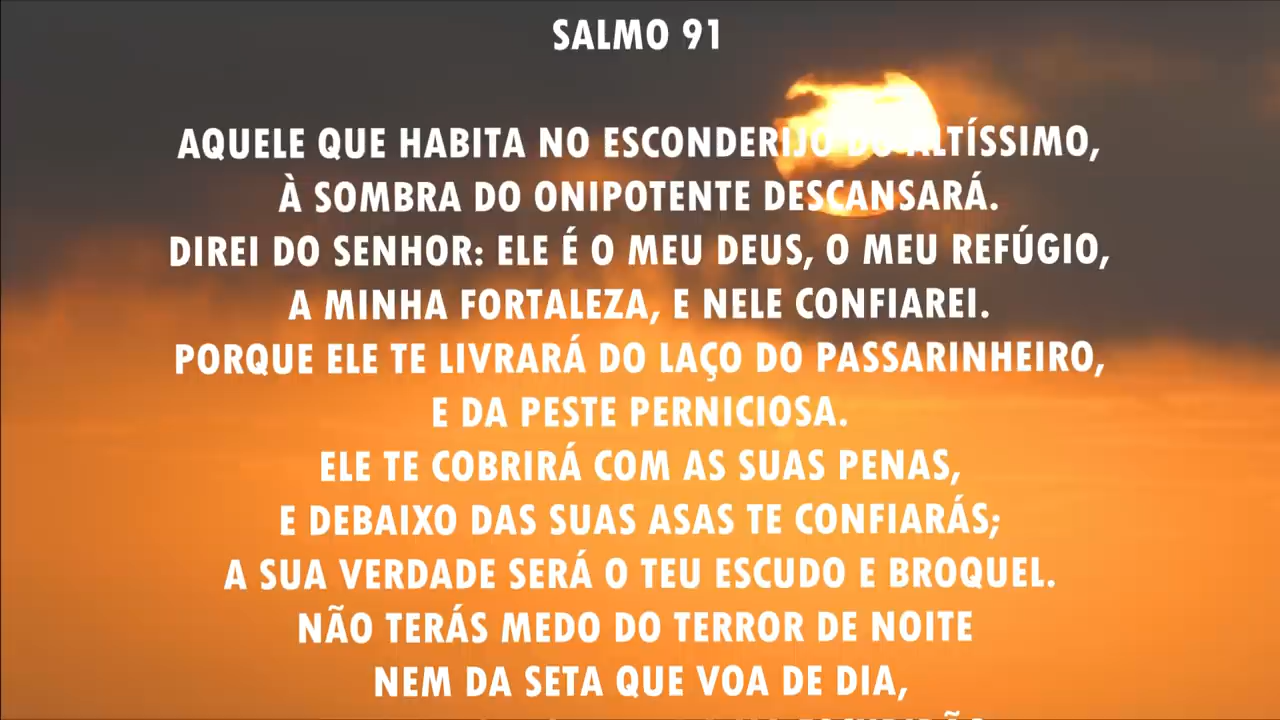 SALMO 91
AQUELE QUE HABITA NO ESCONDERIJO DO ALTÍSSIMO,
À SOMBRA DO ONIPOTENTE DESCANSARÁ.
DIREI DO SENHOR: ELE É O MEU DEUS, O MEU REFÚGIO,
A MINHA FORTALEZA, E NELE CONFIAREI.
PORQUE ELE TE LIVRARÁ DO LAÇO DO PASSARINHEIRO,
E DA PESTE PERNICIOSA.
ELE TE COBRIRÁ COM AS SUAS PENAS,
E DEBAIXO DAS SUAS ASAS TE CONFIARÁS;
A SUA VERDADE SERÁ O TEU ESCUDO E BROQUEL.
NÃO TERÁS MEDO DO TERROR DE NOITE
NEM DA SETA QUE VOA DE DIA,